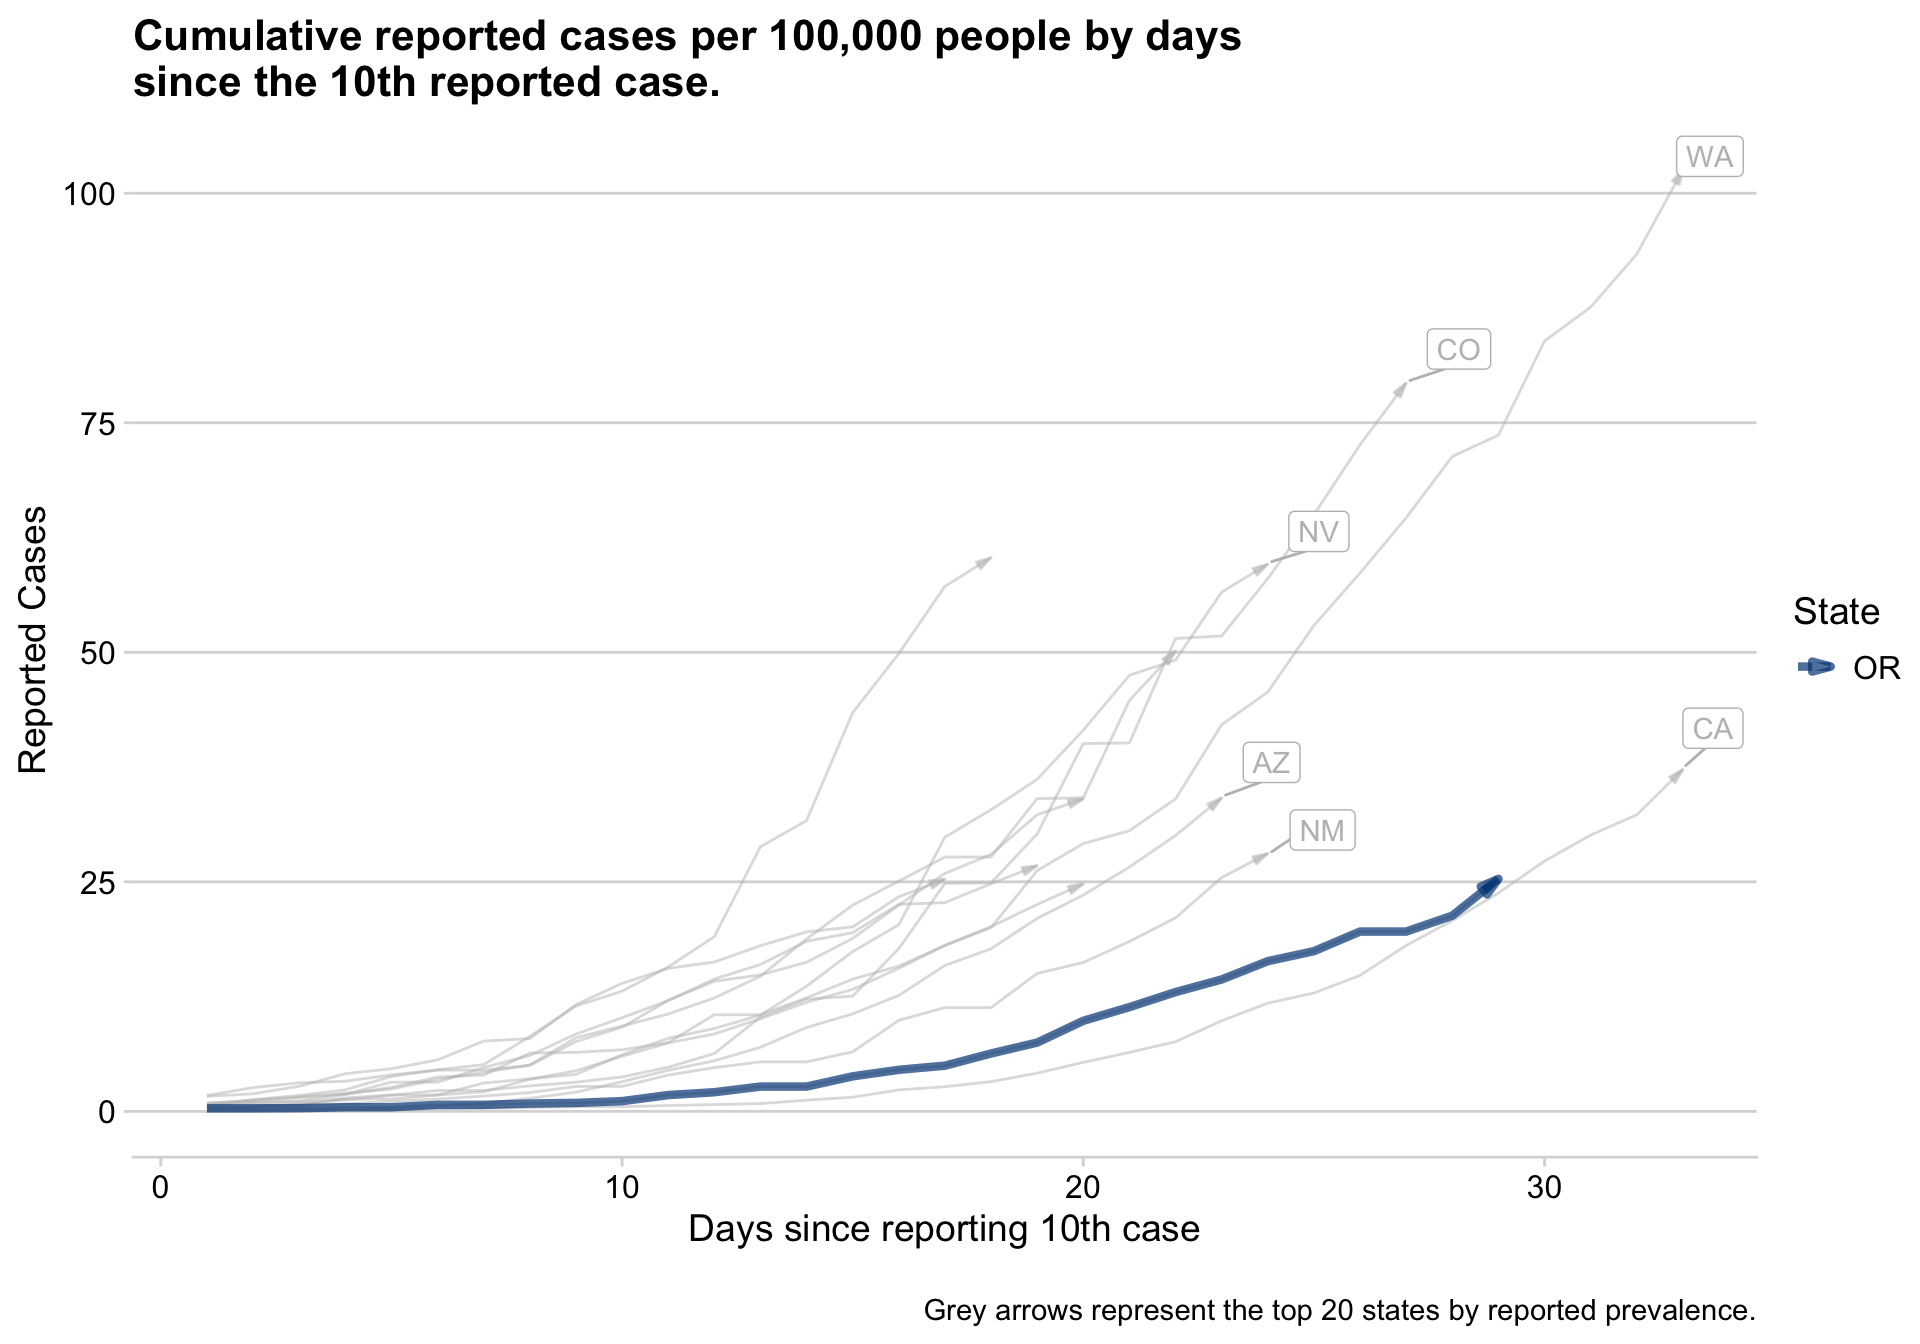 Cumulative reported cases per 100,000 people by days
since the 10th reported case.
WA
100
CO
75
NV
50
State
OR
CA
AZ
NM
25
0
Reported Cases
0 10 20 30
Days since reporting 10th case
Grey arrows represent the top 20 states by reported prevalence.